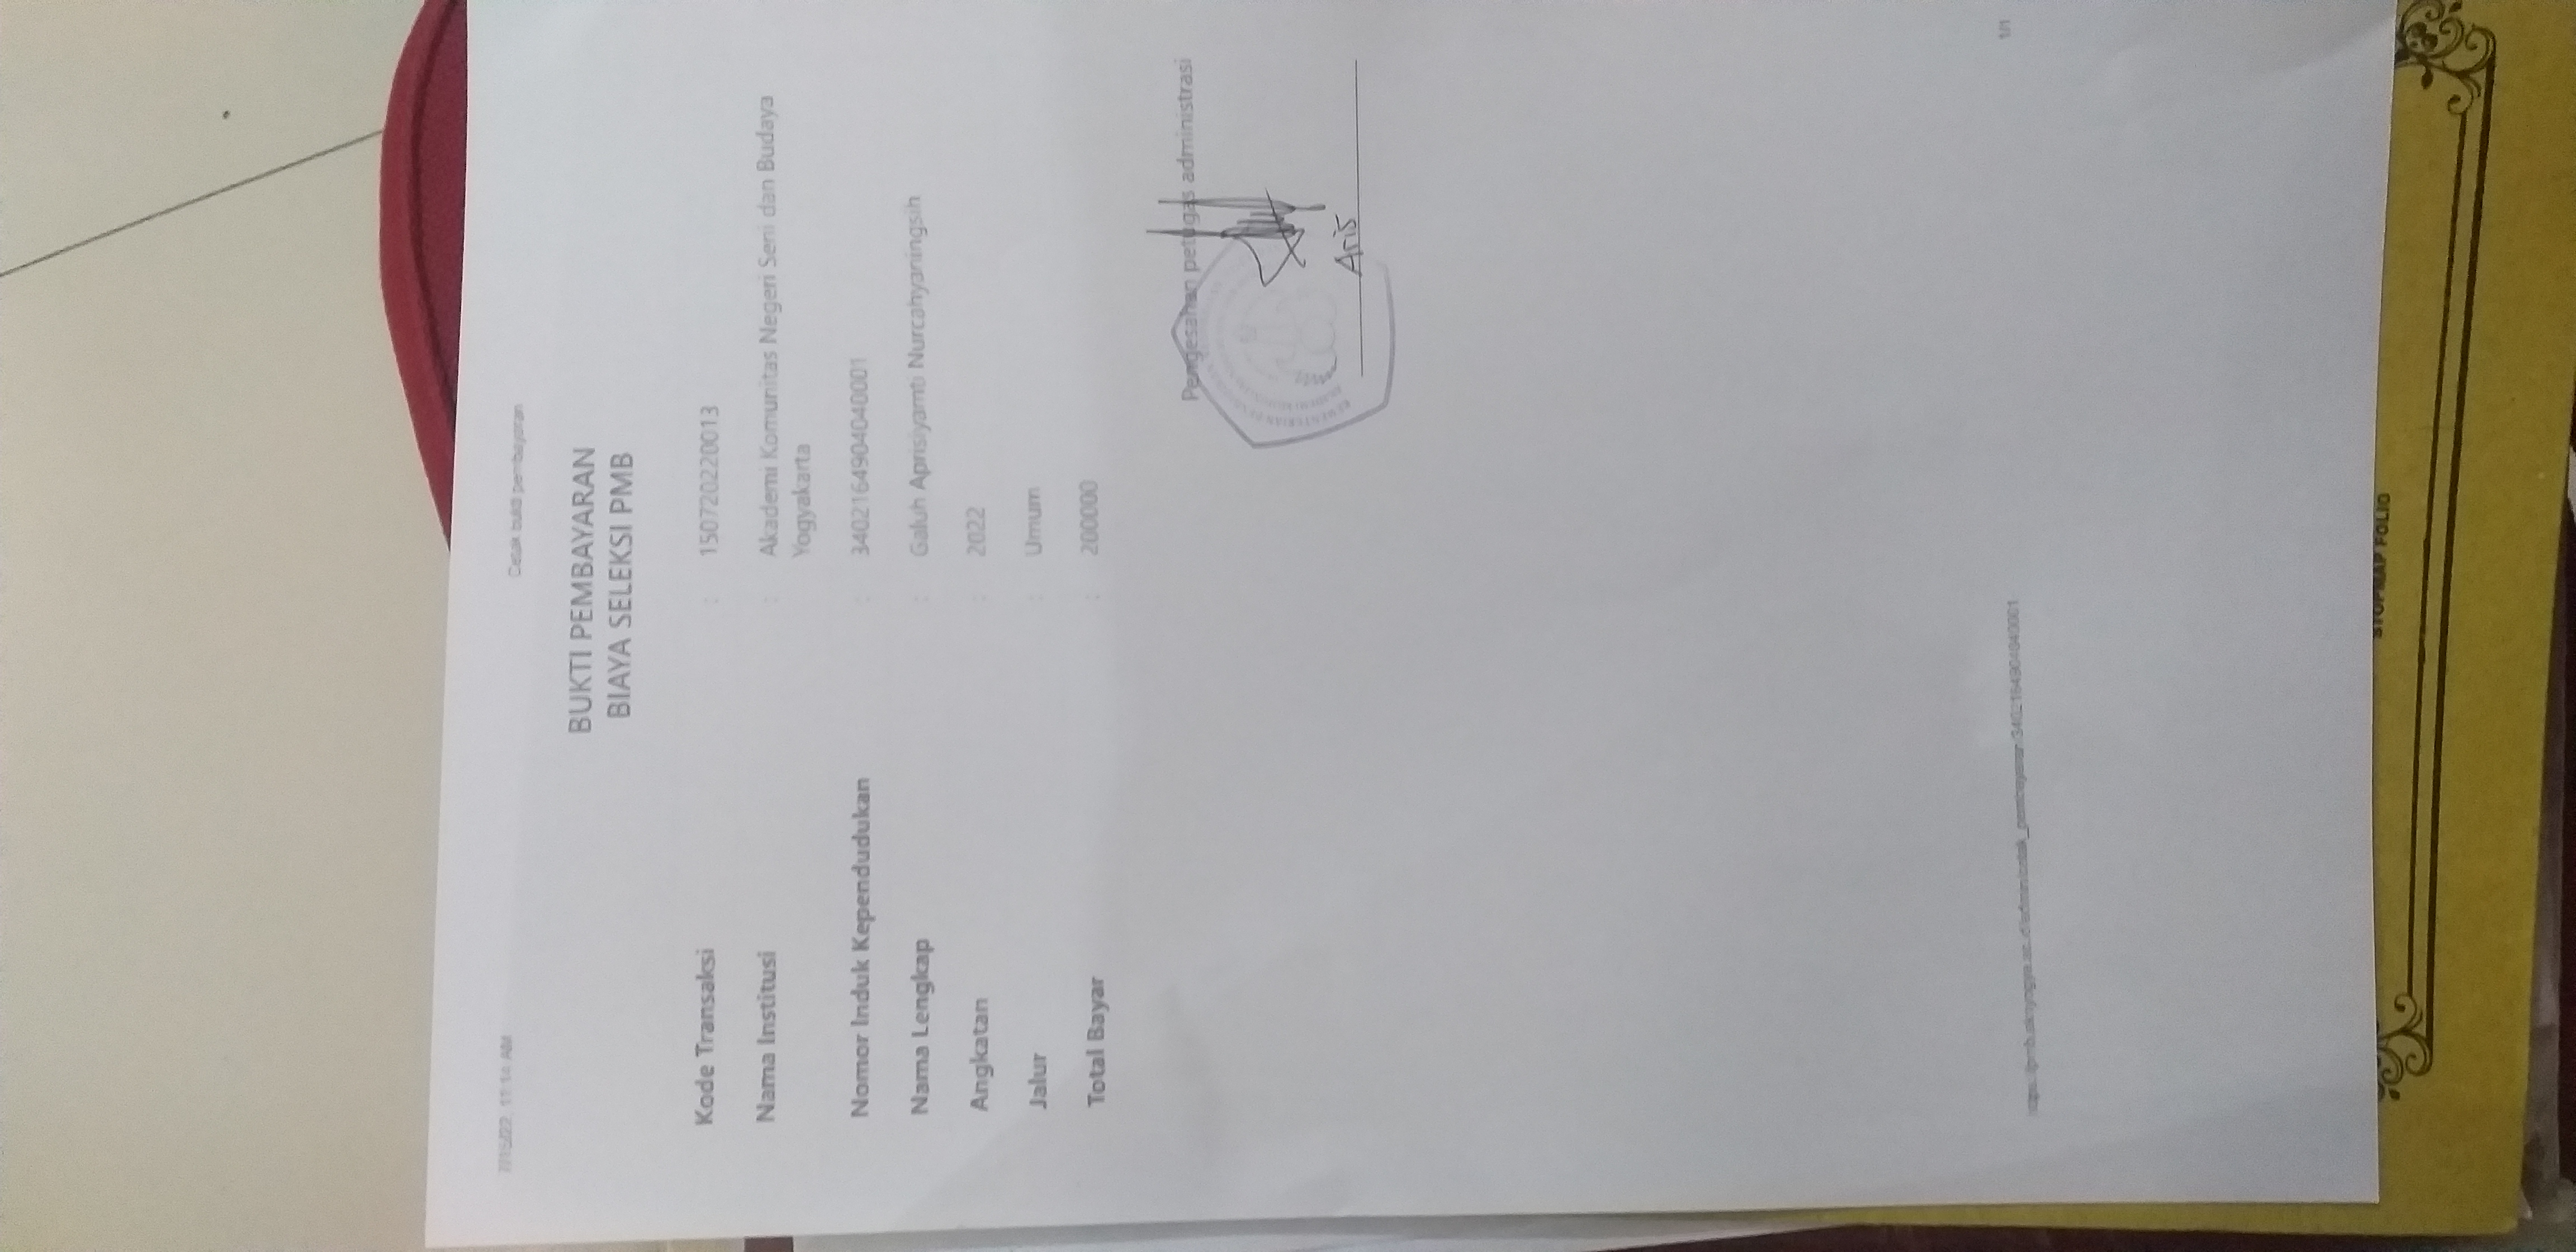 7/15/22, 11:14 AM
Cetak bukti pembayaran
BUKTI PEMBAYARAN
BIAYA SELEKSI PMB
Kode Transaksi : 150720220013
Nama Institusi : Akademi Komunitas Negeri Seni dan Budaya
Yogyakarta
Nomor Induk Kependudukan : 3402164904040001
Nama Lengkap : Galuh Aprisiyamti Nurcahyaningsih
Angkatan : 2022
Jalur : Umum
Total Bayar : 200000
Pengesahan petugas administrasi
Aris
https://pmb.aknyogya.ac.id/admin/cetak_pembayaran/3402164904040001
1/1
STOPMAP FOLIO